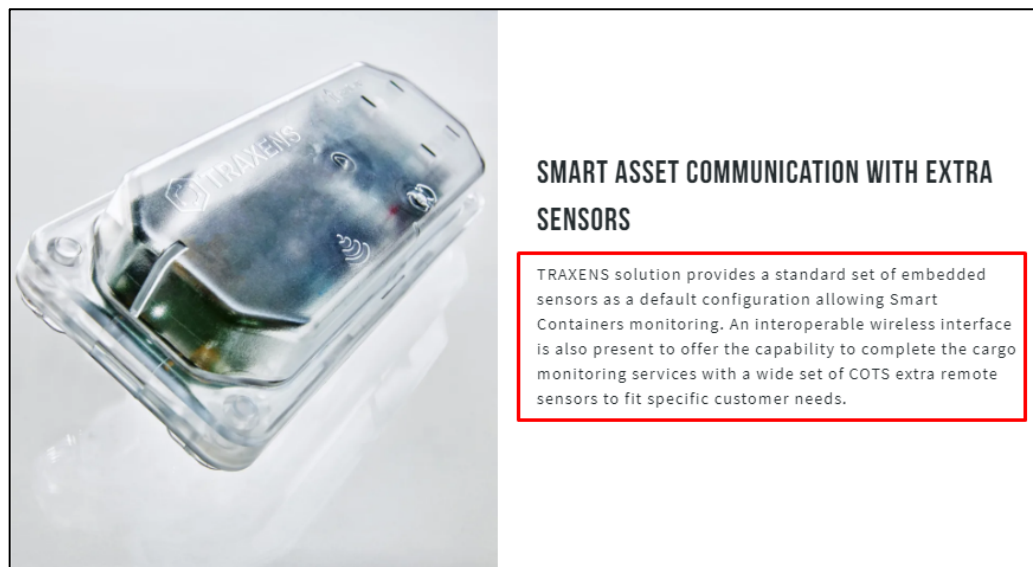 TRAXENS
SMART ASSET COMMUNICATION WITH EXTRA
SENSORS
TRAXENS solution provides a standard set of embedded
sensors as a default configuration allowing Smart
Containers monitoring. An interoperable wireless interface
is also present to offer the capability to complete the cargo
monitoring services with a wide set of COTS extra remote
sensors to fit specific customer needs.